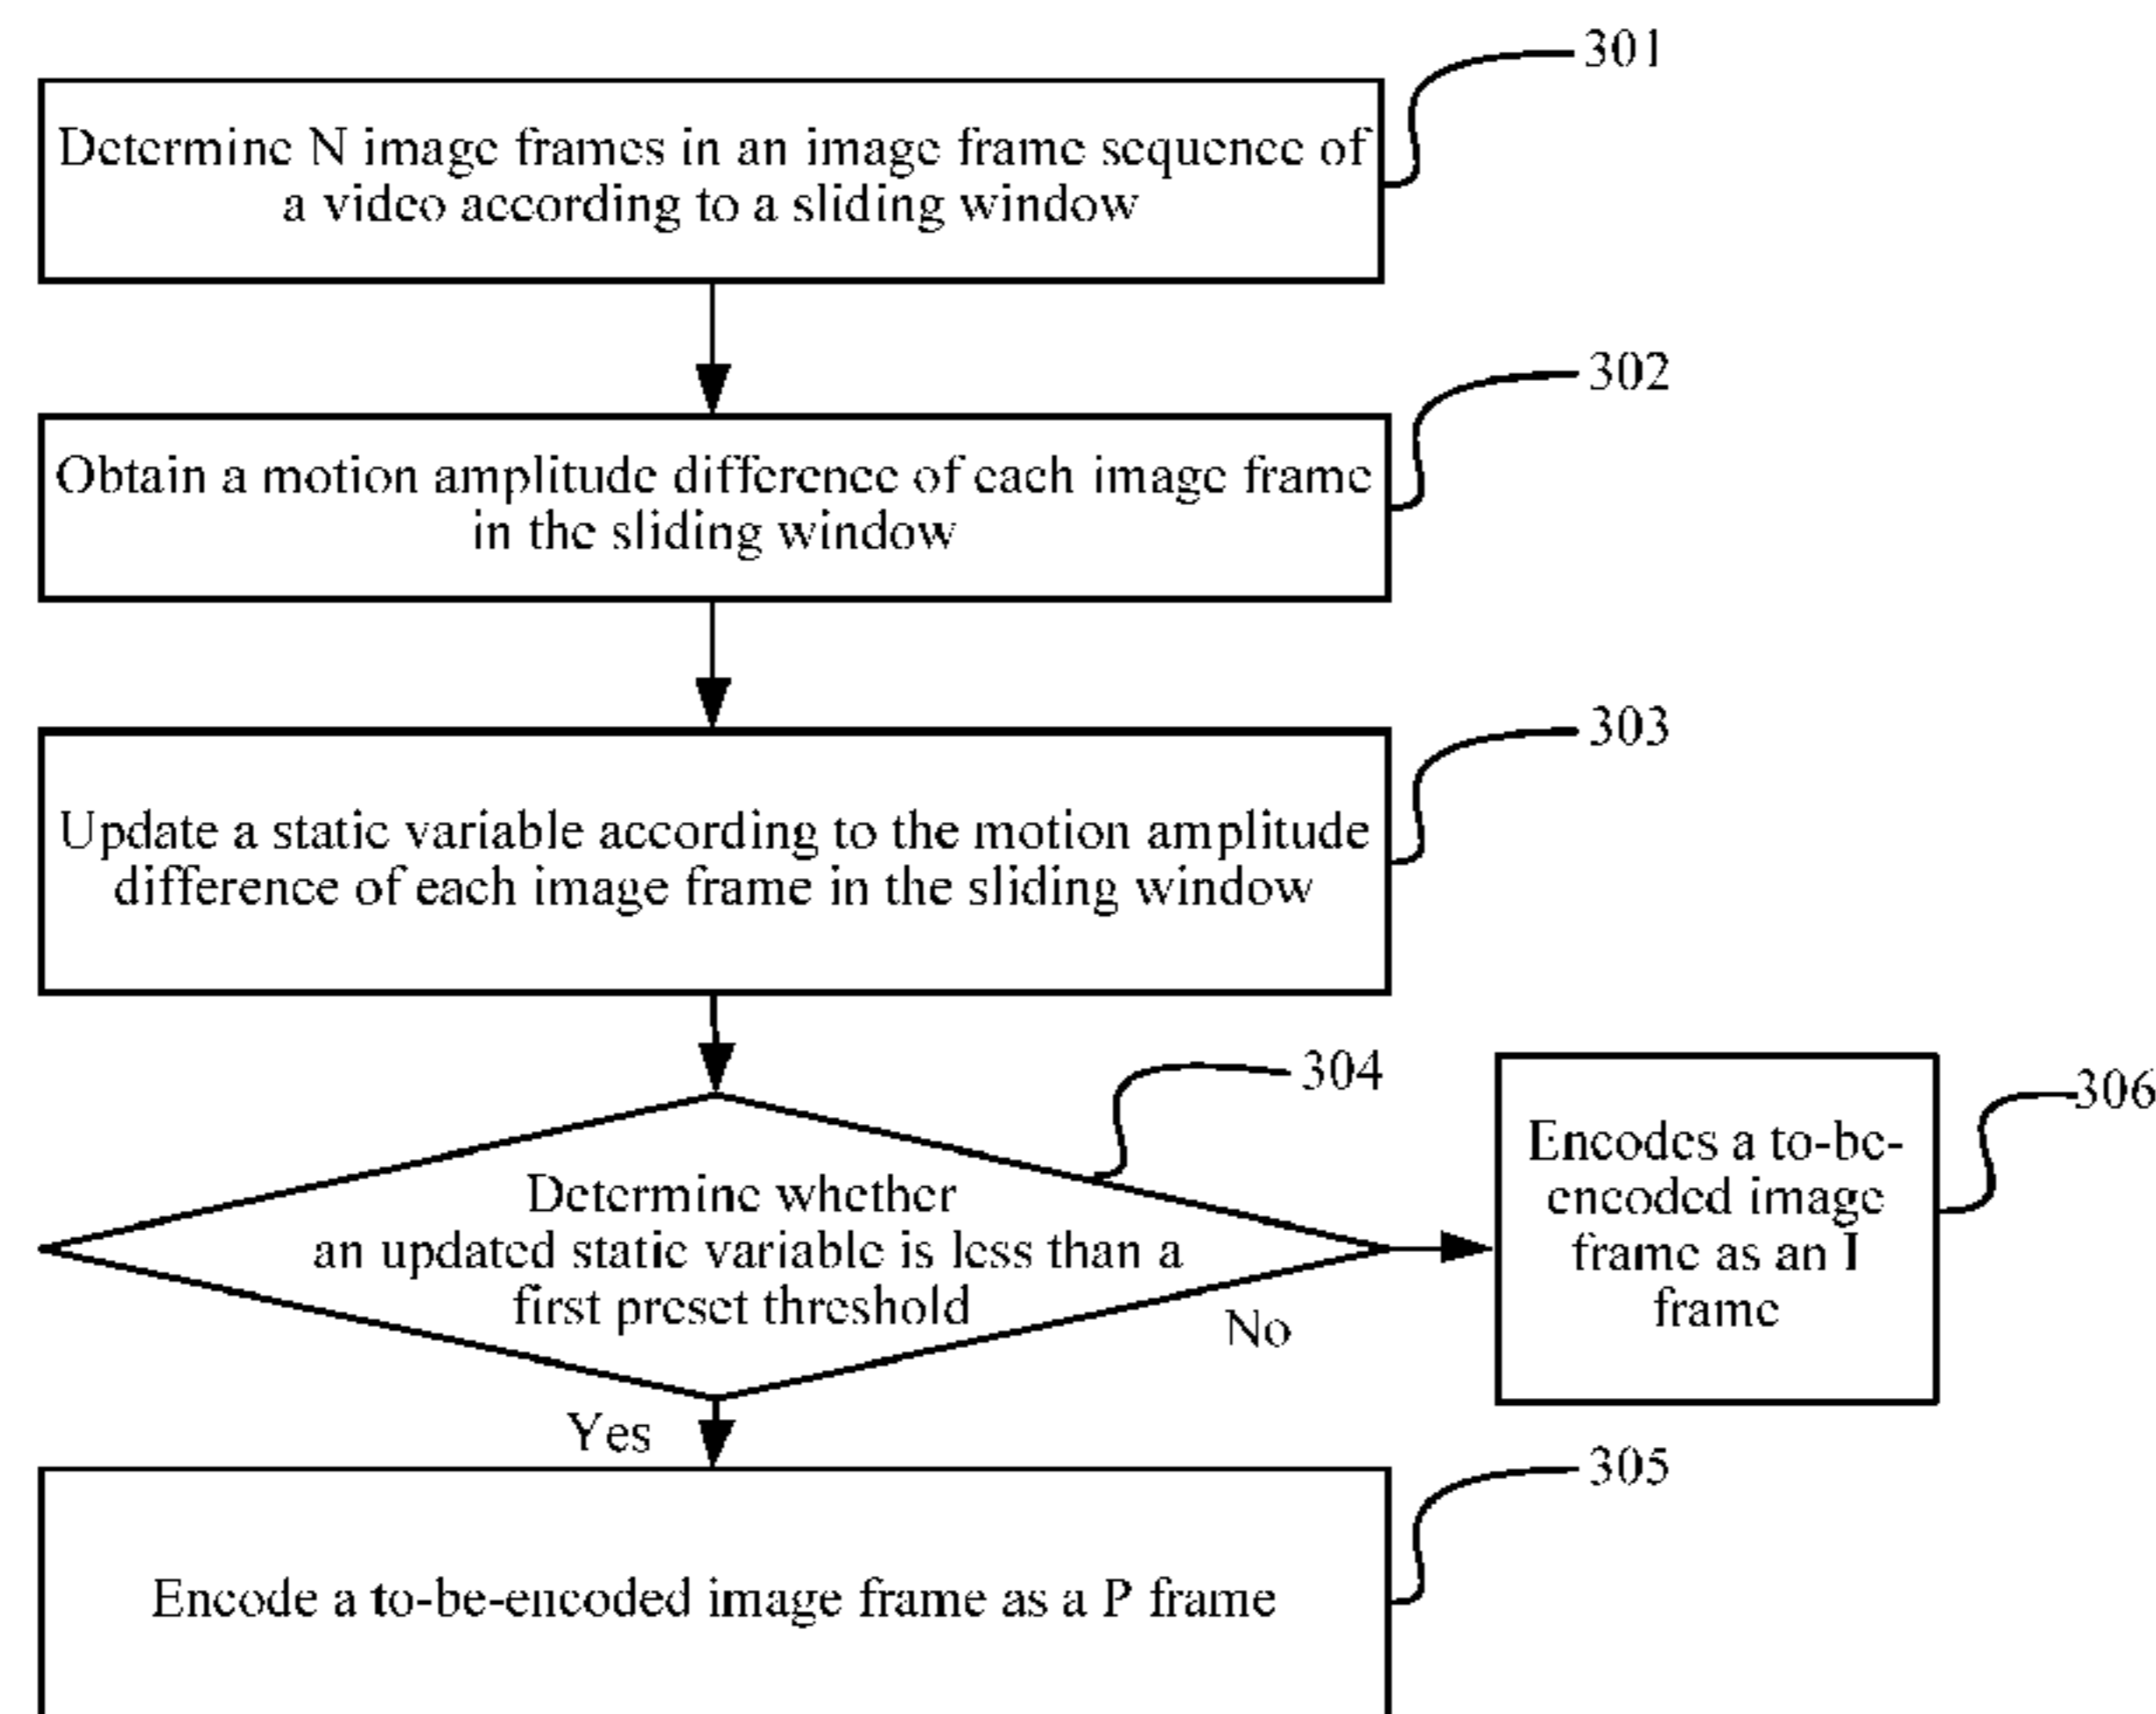 301
Determine N image frames in an image frame sequence of
a video according to a sliding window
302
Obtain a motion amplitude difference of each image frame
in the sliding window
303
Update a static variable according to the motion amplitude
difference of each image frame in the sliding window
304
306
Determine whether
an updated static variable is less than a
first preset threshold
Encodes a to-be-
encoded image
frame as an I
frame
No
Yes
305
Encode a to-be-encoded image frame as a P frame